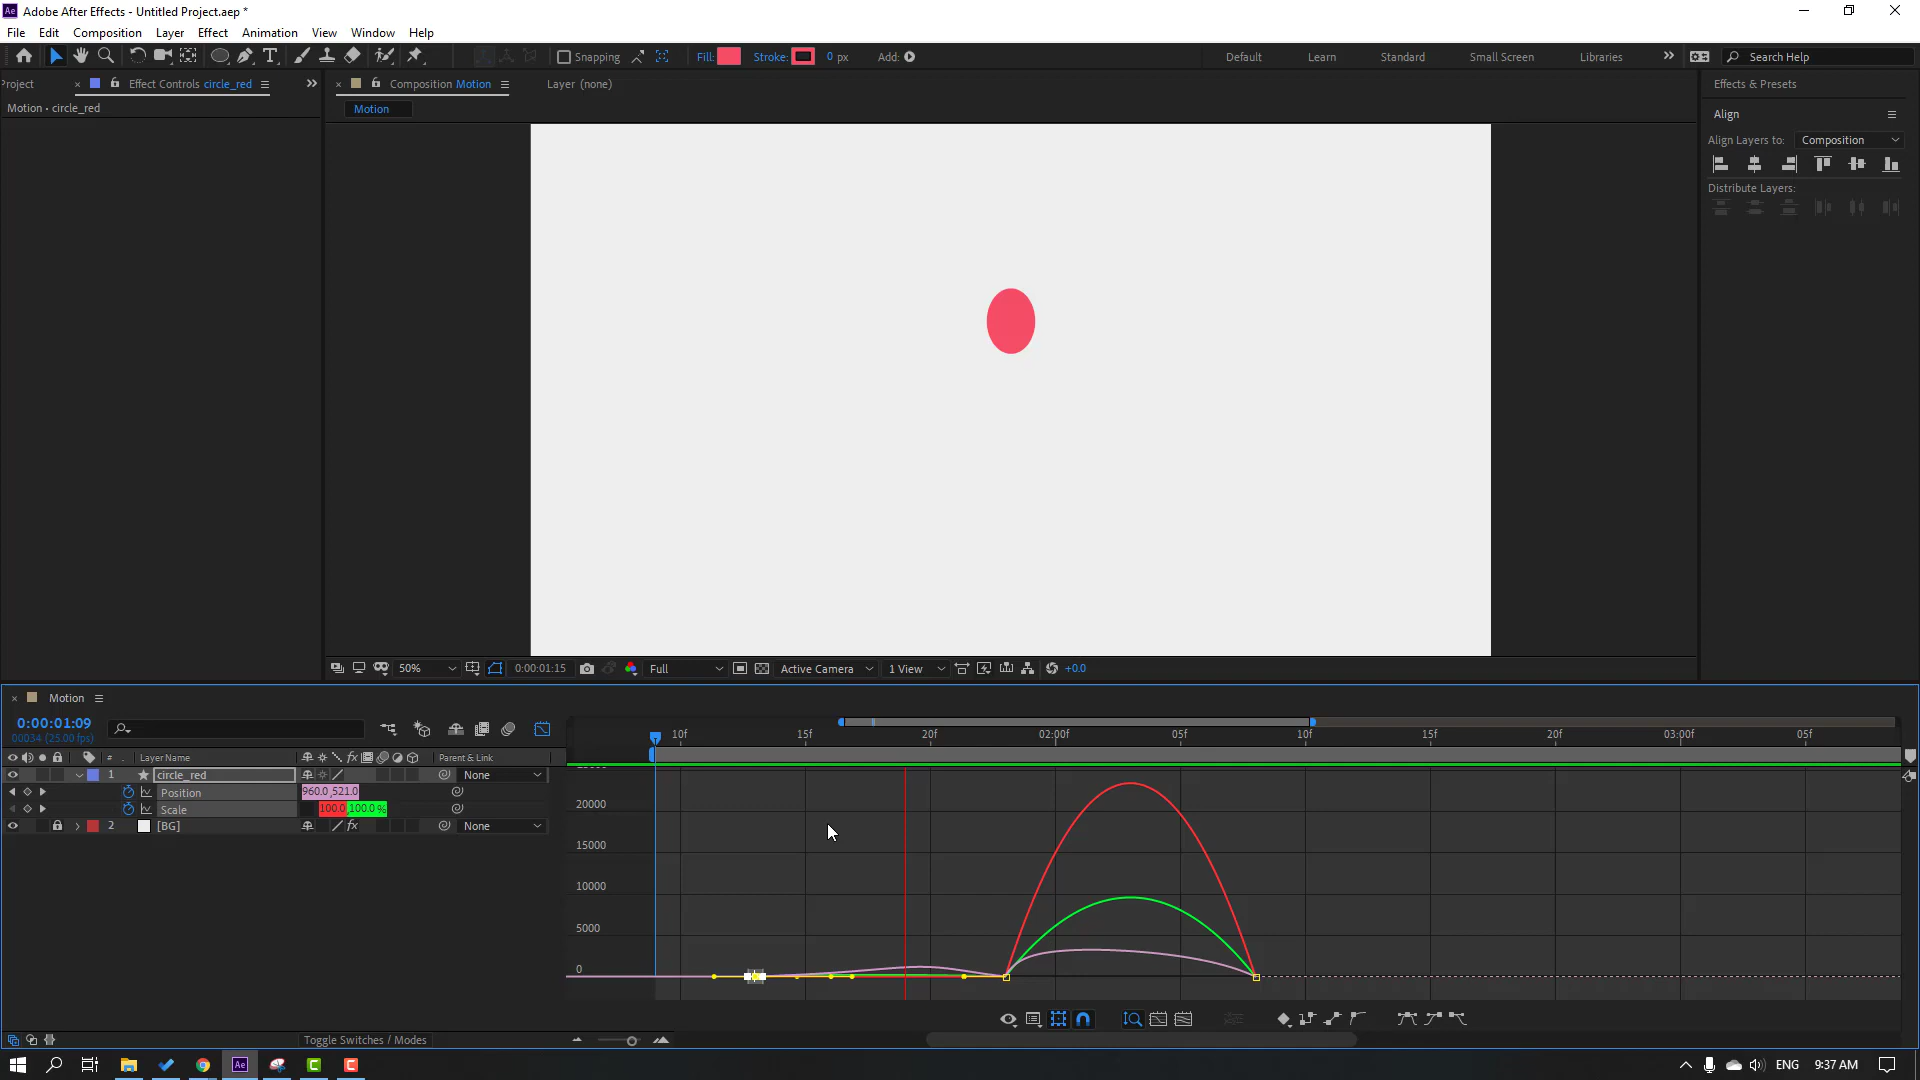 Ae Adobe After Effects - Untitled Project.aep *
File Edit Composition Layer Effect Animation View Window Help
Snapping Fill: Stroke: 0 px Add: Default Learn Standard Small Screen Libraries Search Help
Project × Effect Controls circle_red × Composition Motion Layer (none) Effects & Presets
Motion • circle_red
Motion
Align
Align Layers to: Composition
Distribute Layers:
50% 0:00:01:15 Full Active Camera 1 View +0.0
× Motion
0:00:01:09
00034 (25.00 fps)
10f 15f 20f 02:00f 05f 10f 15f 20f 03:00f 05f
# . Layer Name Parent & Link
1 circle_red None
Position 960.0,521.0
Scale 100.0,100.0 %
2 [BG] None
20000
15000
10000
5000
0
Toggle Switches / Modes
Ae ENG 9:37 AM